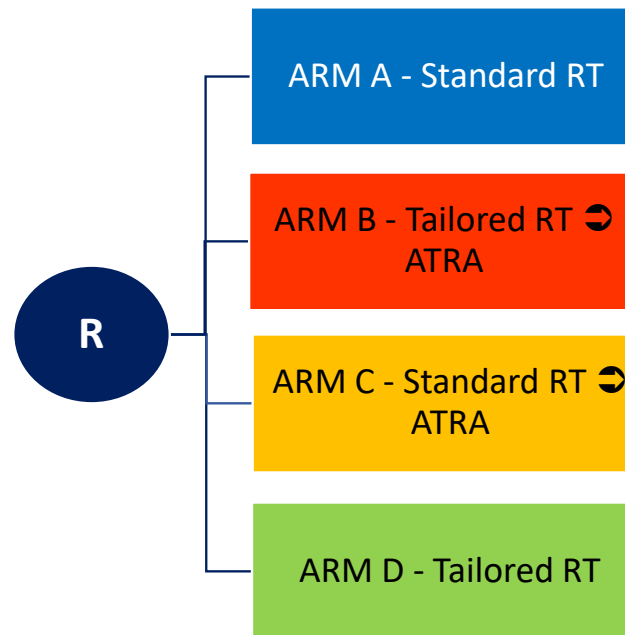 ARM A - Standard RT
ARM B - Tailored RT ➲
ATRA
R
ARM C - Standard RT ➲
ATRA
ARM D - Tailored RT